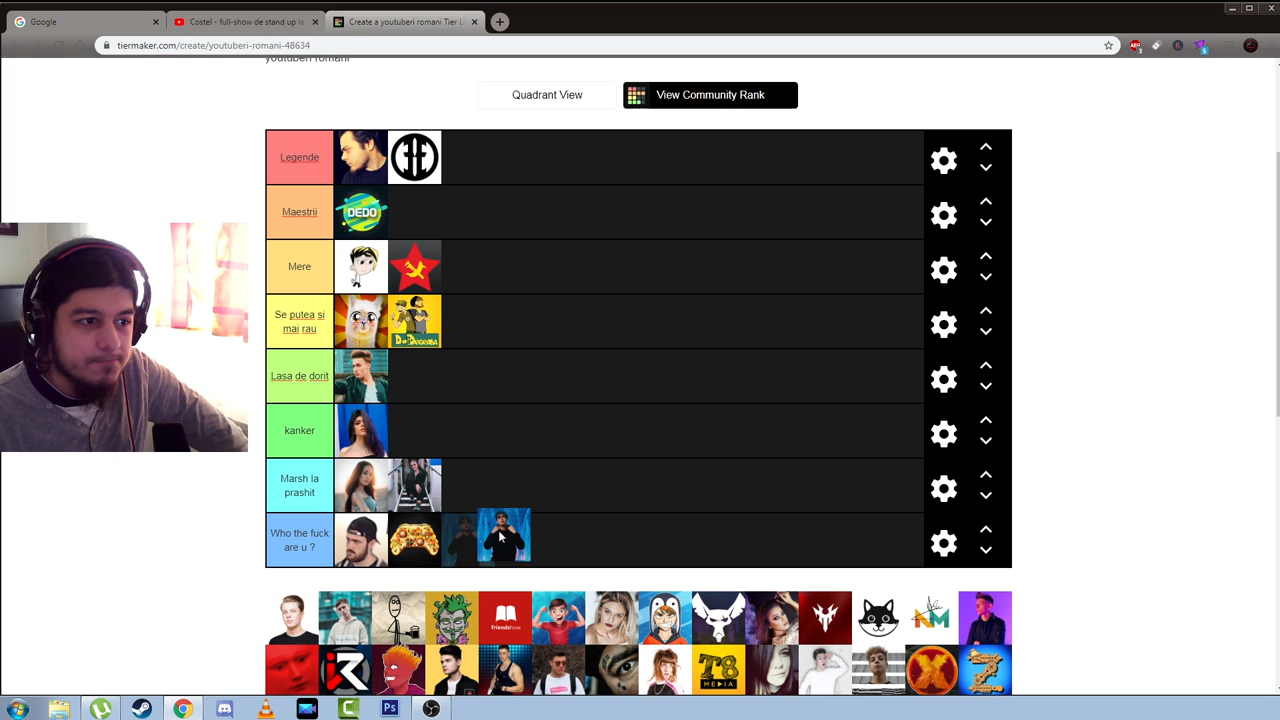 Google
Costel - full-show de stand up la
Create a youtuberi romani Tier L
tiermaker.com/create/youtuberi-romani-48634
youtuberi romani
Quadrant View
View Community Rank
Legende
Maestrii
DEDO
Mere
Se putea si
mai rau
Lasa de dorit
kanker
Marsh la
prashit
Who the fuck
are u ?
friendshow
T8
MEDIA